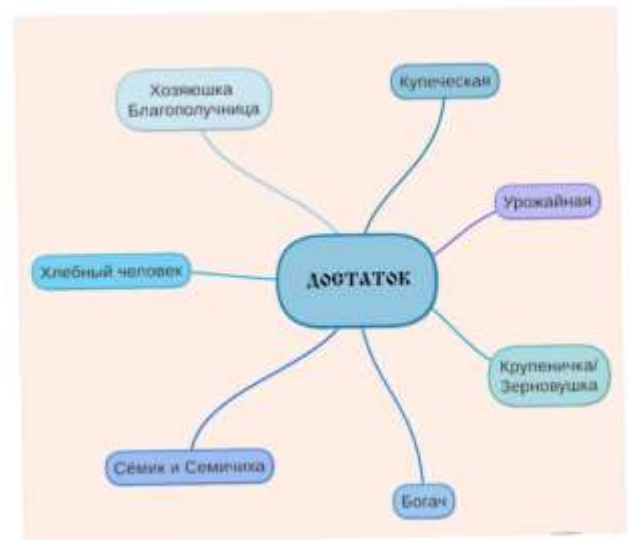 Хозяюшка
Благополучница
Купеческая
Урожайная
ДОСТАТОК
Хлебный человек
Крупеничка/
Зерновушка
Сёмик и Семичиха
Богач